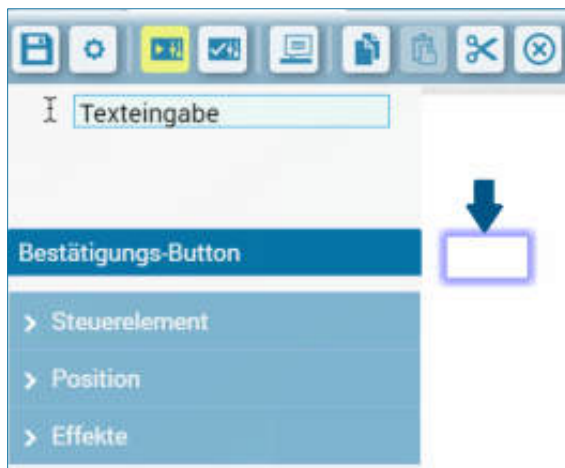 Texteingabe
Bestätigungs-Button
Steuerelement
Position
Effekte